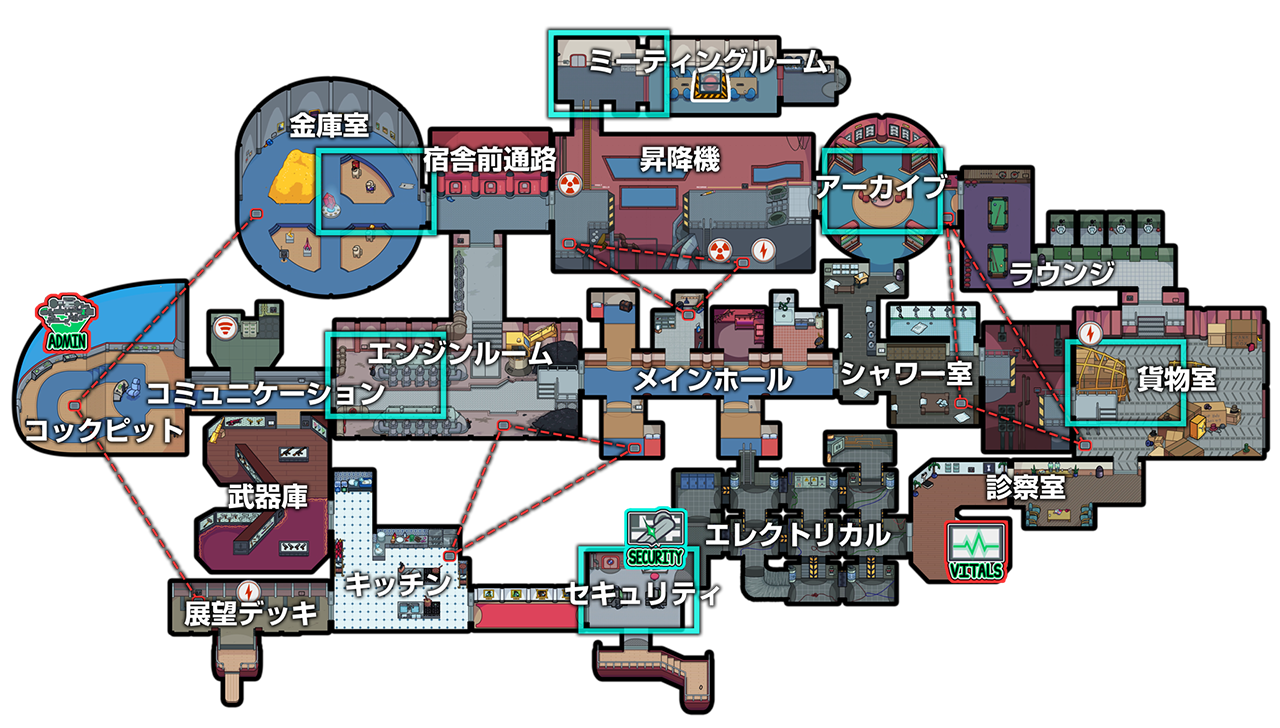 ミーティングルーム
金庫室
宿舎前通路
昇降機
アーカイブ
ラウンジ
ADMIN
エンジンルーム
コミュニケーション
メインホール
シャワー室
貨物室
コックピット
武器庫
診察室
エレクトリカル
SECURITY
VITALS
キッチン
セキュリティ
展望デッキ